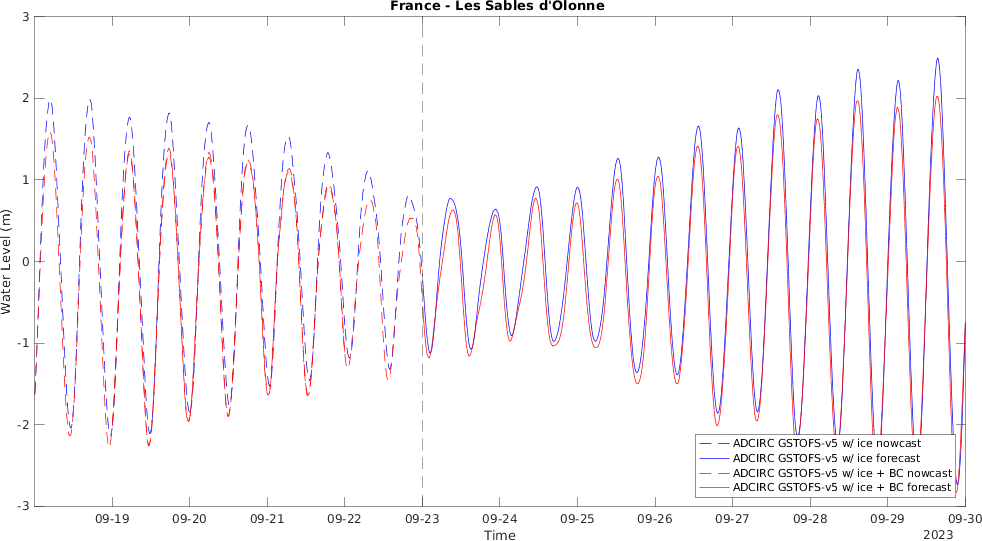 France - Les Sables d'Olonne
3
2
1
0
-1
-2
-3
Water Level (m)
ADCIRC GSTOFS-v5 w/ ice nowcast
ADCIRC GSTOFS-v5 w/ ice forecast
ADCIRC GSTOFS-v5 w/ ice + BC nowcast
ADCIRC GSTOFS-v5 w/ ice + BC forecast
09-19 09-20 09-21 09-22 09-23 09-24 09-25 09-26 09-27 09-28 09-29 09-30
Time
2023